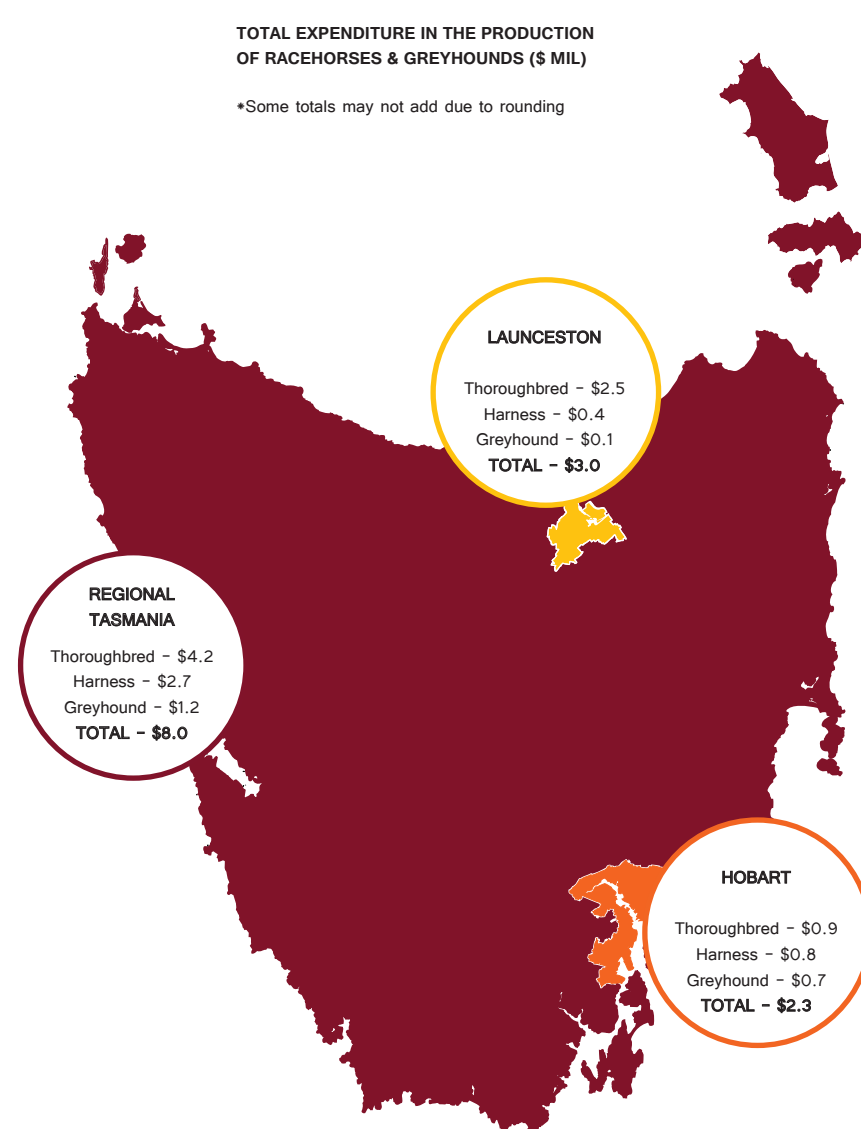 TOTAL EXPENDITURE IN THE PRODUCTION
OF RACEHORSES & GREYHOUNDS ($ MIL)
*Some totals may not add due to rounding
LAUNCESTON
Thoroughbred - $2.5
Harness - $0.4
Greyhound - $0.1
TOTAL - $3.0
REGIONAL
TASMANIA
Thoroughbred - $4.2
Harness - $2.7
Greyhound - $1.2
TOTAL - $8.0
HOBART
Thoroughbred - $0.9
Harness - $0.8
Greyhound - $0.7
TOTAL - $2.3